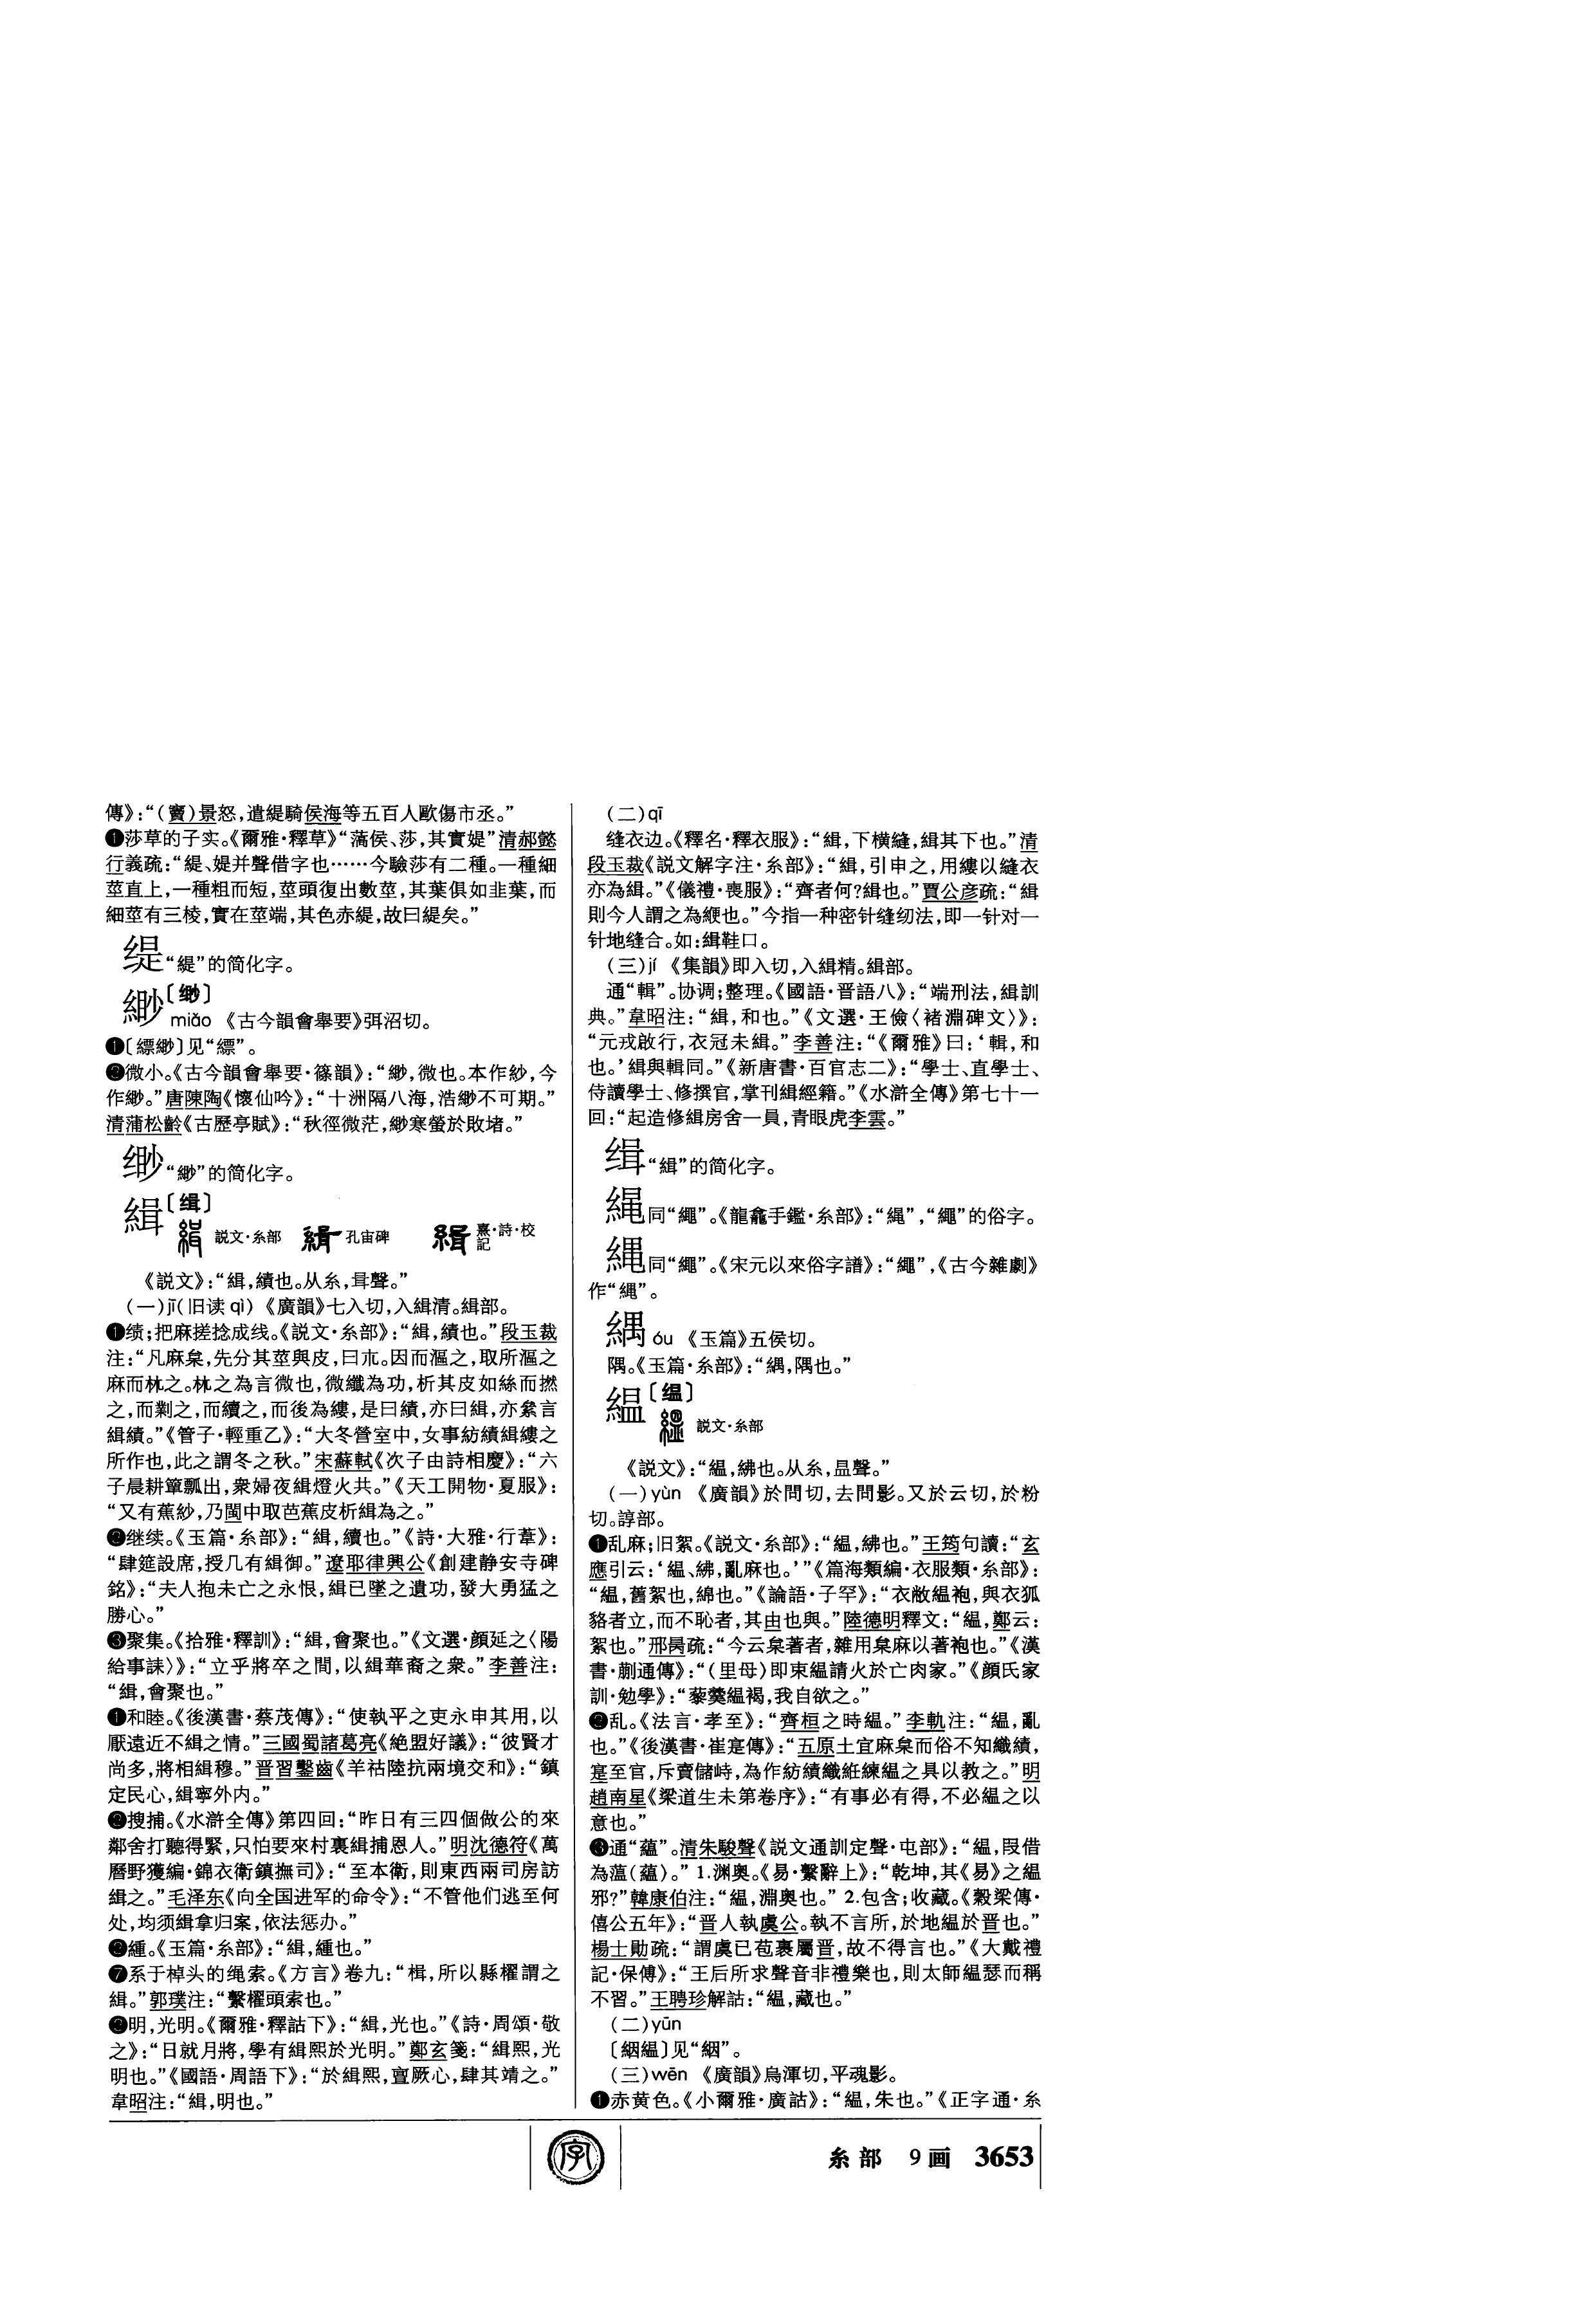 傳》：“（竇）景怒，遣緹騎侯海等五百人歐傷市丞。”
❶莎草的子实。《爾雅·釋草》“薃侯、莎，其實媞”清郝懿
行義疏：“緹、媞并聲借字也……今驗莎有二種。一種細
莖直上，一種粗而短，莖頭復出數莖，其葉俱如韭葉，而
細莖有三棱，實在莖端，其色赤緹，故曰緹矣。”
缇“緹”的简化字。
緲〔缈〕
miǎo 《古今韻會舉要》弭沼切。
❶〔縹緲〕见“縹”。
❷微小。《古今韻會舉要·篠韻》：“緲，微也。本作紗，今
作緲。”唐陳陶《懷仙吟》：“十洲隔八海，浩緲不可期。”
清蒲松齡《古歷亭賦》：“秋徑微茫，緲寒螢於敗堵。”
缈“緲”的简化字。
緝〔缉〕
説文·糸部 孔宙碑 熹·詩·校記
《説文》：“緝，績也。从糸，咠聲。”
（一）jī（旧读 qì） 《廣韻》七入切，入緝清。緝部。
❶绩；把麻搓捻成线。《説文·糸部》：“緝，績也。”段玉裁
注：“凡麻枲，先分其莖與皮，曰朩。因而漚之，取所漚之
麻而𣏟之。𣏟之為言微也，微纖為功，析其皮如絲而撚
之，而剿之，而續之，而後為縷，是曰績，亦曰緝，亦絫言
緝績。”《管子·輕重乙》：“大冬營室中，女事紡績緝縷之
所作也，此之謂冬之秋。”宋蘇軾《次子由詩相慶》：“六
子晨耕簞瓢出，衆婦夜緝燈火共。”《天工開物·夏服》：
“又有蕉紗，乃閩中取芭蕉皮析緝為之。”
❷继续。《玉篇·糸部》：“緝，續也。”《詩·大雅·行葦》：
“肆筵設席，授几有緝御。”遼耶律興公《創建静安寺碑
銘》：“夫人抱未亡之永恨，緝已墜之遺功，發大勇猛之
勝心。”
❸聚集。《拾雅·釋訓》：“緝，會聚也。”《文選·顔延之〈陽
給事誄〉》：“立乎將卒之間，以緝華裔之衆。”李善注：
“緝，會聚也。”
❶和睦。《後漢書·蔡茂傳》：“使執平之吏永申其用，以
厭遠近不緝之情。”三國蜀諸葛亮《絶盟好議》：“彼賢才
尚多，將相緝穆。”晋習鑿齒《羊祜陸抗兩境交和》：“鎮
定民心，緝寧外内。”
❷搜捕。《水滸全傳》第四回：“昨日有三四個做公的來
鄰舍打聽得緊，只怕要來村裏緝捕恩人。”明沈德符《萬
曆野獲編·錦衣衛鎮撫司》：“至本衛，則東西兩司房訪
緝之。”毛泽东《向全国进军的命令》：“不管他们逃至何
处，均须緝拿归案，依法惩办。”
❷緟。《玉篇·糸部》：“緝，緟也。”
❼系于棹头的绳索。《方言》卷九：“楫，所以縣櫂謂之
緝。”郭璞注：“繫櫂頭索也。”
❷明，光明。《爾雅·釋詁下》：“緝，光也。”《詩·周頌·敬
之》：“日就月將，學有緝熙於光明。”鄭玄箋：“緝熙，光
明也。”《國語·周語下》：“於緝熙，亶厥心，肆其靖之。”
韋昭注：“緝，明也。”
（二）qī
缝衣边。《釋名·釋衣服》：“緝，下横縫，緝其下也。”清
段玉裁《説文解字注·糸部》：“緝，引申之，用縷以縫衣
亦為緝。”《儀禮·喪服》：“齊者何?緝也。”賈公彦疏：“緝
則今人謂之為緶也。”今指一种密针缝纫法，即一针对一
针地缝合。如：緝鞋口。
（三）jí 《集韻》即入切，入緝精。緝部。
通“輯”。协调；整理。《國語·晋語八》：“端刑法，緝訓
典。”韋昭注：“緝，和也。”《文選·王儉〈褚淵碑文〉》：
“元戎啟行，衣冠未緝。”李善注：“《爾雅》曰：‘輯，和
也。’緝與輯同。”《新唐書·百官志二》：“學士、直學士、
侍讀學士、修撰官，掌刊緝經籍。”《水滸全傳》第七十一
回：“起造修緝房舍一員，青眼虎李雲。”
缉“緝”的简化字。
同“繩”。《龍龕手鑑·糸部》：“”，“繩”的俗字。
縄同“繩”。《宋元以來俗字譜》：“繩”，《古今雜劇》
作“縄”。
緺 óu 《玉篇》五侯切。
隅。《玉篇·糸部》：“，隅也。”
緼〔缊〕
説文·糸部
《説文》：“緼，紼也。从糸，昷聲。”
（一）yùn 《廣韻》於問切，去問影。又於云切，於粉
切。諄部。
❶乱麻；旧絮。《説文·糸部》：“緼，紼也。”王筠句讀：“玄
應引云：‘緼、紼，亂麻也。’”《篇海類編·衣服類·糸部》：
“緼，舊絮也，綿也。”《論語·子罕》：“衣敝緼袍，與衣狐
貉者立，而不恥者，其由也與。”陸德明釋文：“緼，鄭云：
絮也。”邢昺疏：“今云枲著者，雜用枲麻以著袍也。”《漢
書·蒯通傳》：“（里母）即束緼請火於亡肉家。”《顔氏家
訓·勉學》：“藜羹緼褐，我自欲之。”
❷乱。《法言·孝至》：“齊桓之時緼。”李軌注：“緼，亂
也。”《後漢書·崔寔傳》：“五原土宜麻枲而俗不知織績，
寔至官，斥賣儲峙，為作紡績織絍練緼之具以教之。”明
趙南星《梁道生未第卷序》：“有事必有得，不必緼之以
意也。”
❸通“藴”。清朱駿聲《説文通訓定聲·屯部》：“緼，叚借
為薀（藴）。” 1.渊奥。《易·繫辭上》：“乾坤，其《易》之緼
邪?”韓康伯注：“緼，淵奥也。” 2.包含；收藏。《穀梁傳·
僖公五年》：“晋人執虞公。執不言所，於地緼於晋也。”
楊士勛疏：“謂虞已苞裹屬晋，故不得言也。”《大戴禮
記·保傅》：“王后所求聲音非禮樂也，則太師緼瑟而稱
不習。”王聘珍解詁：“緼，藏也。”
（二）yūn
〔絪緼〕见“絪”。
（三）wēn 《廣韻》烏渾切，平魂影。
❶赤黄色。《小爾雅·廣詁》：“緼，朱也。”《正字通·糸
字
糸部 9画 3653